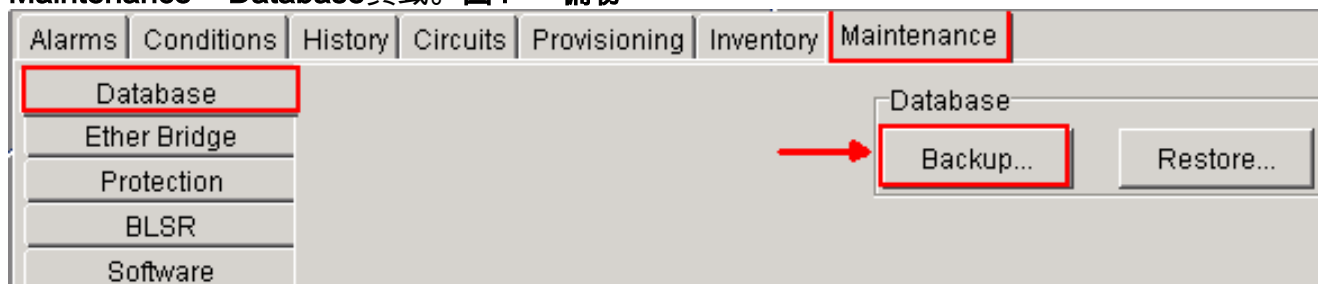 Alarms Conditions History Circuits Provisioning Inventory Maintenance
Database
Database
Ether Bridge
Backup... Restore...
Protection
BLSR
Software